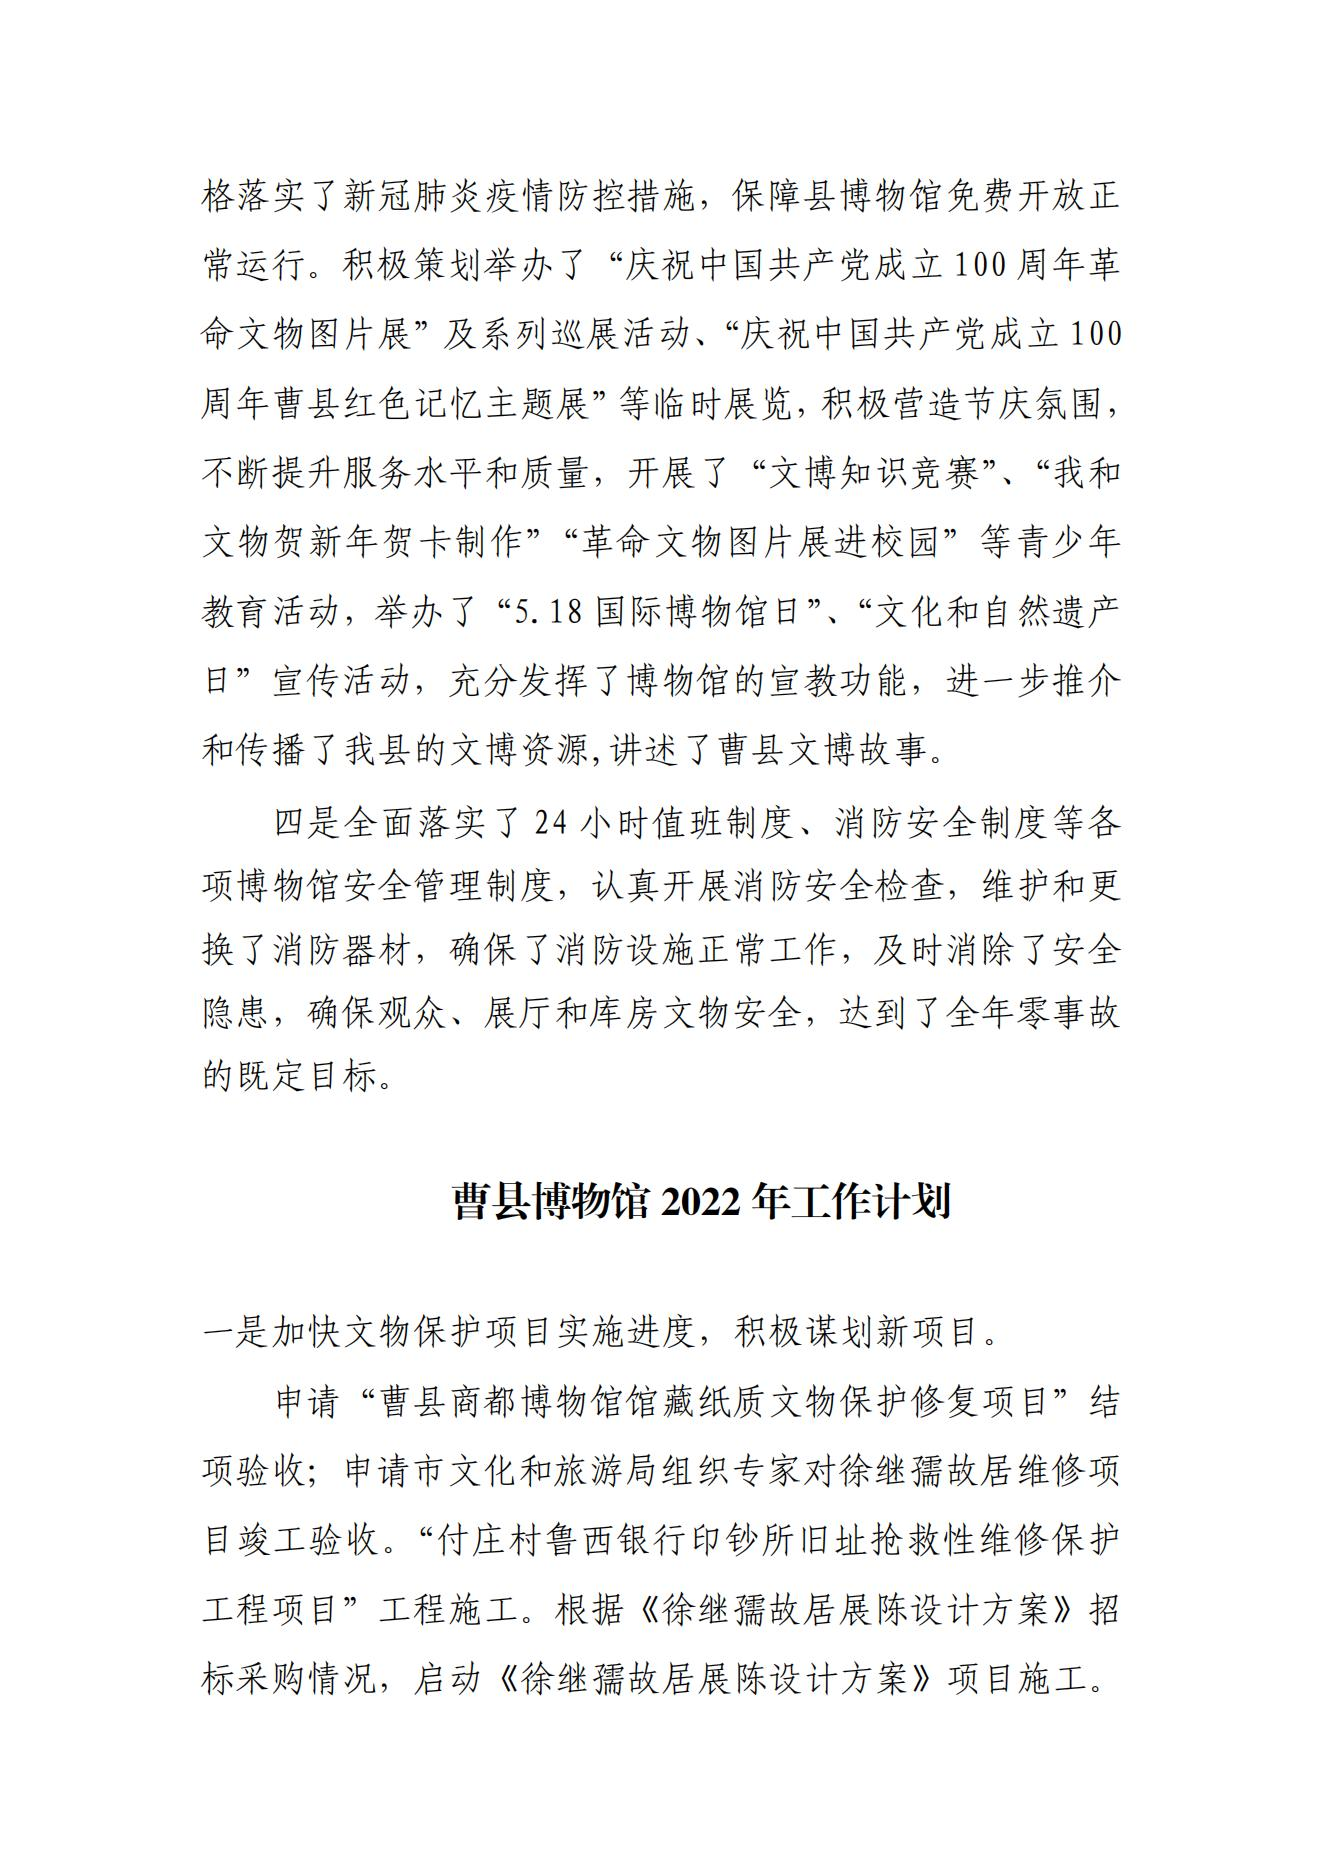 格落实了新冠肺炎疫情防控措施，保障县博物馆免费开放正
常运行。积极策划举办了“庆祝中国共产党成立 100 周年革
命文物图片展”及系列巡展活动、“庆祝中国共产党成立 100
周年曹县红色记忆主题展”等临时展览，积极营造节庆氛围，
不断提升服务水平和质量，开展了“文博知识竞赛”、“我和
文物贺新年贺卡制作”“革命文物图片展进校园”等青少年
教育活动，举办了“5.18 国际博物馆日”、“文化和自然遗产
日”宣传活动，充分发挥了博物馆的宣教功能，进一步推介
和传播了我县的文博资源,讲述了曹县文博故事。
四是全面落实了 24 小时值班制度、消防安全制度等各
项博物馆安全管理制度，认真开展消防安全检查，维护和更
换了消防器材，确保了消防设施正常工作，及时消除了安全
隐患，确保观众、展厅和库房文物安全，达到了全年零事故
的既定目标。
曹县博物馆 2022 年工作计划
一是加快文物保护项目实施进度，积极谋划新项目。
申请“曹县商都博物馆馆藏纸质文物保护修复项目”结
项验收；申请市文化和旅游局组织专家对徐继孺故居维修项
目竣工验收。“付庄村鲁西银行印钞所旧址抢救性维修保护
工程项目”工程施工。根据《徐继孺故居展陈设计方案》招
标采购情况，启动《徐继孺故居展陈设计方案》项目施工。